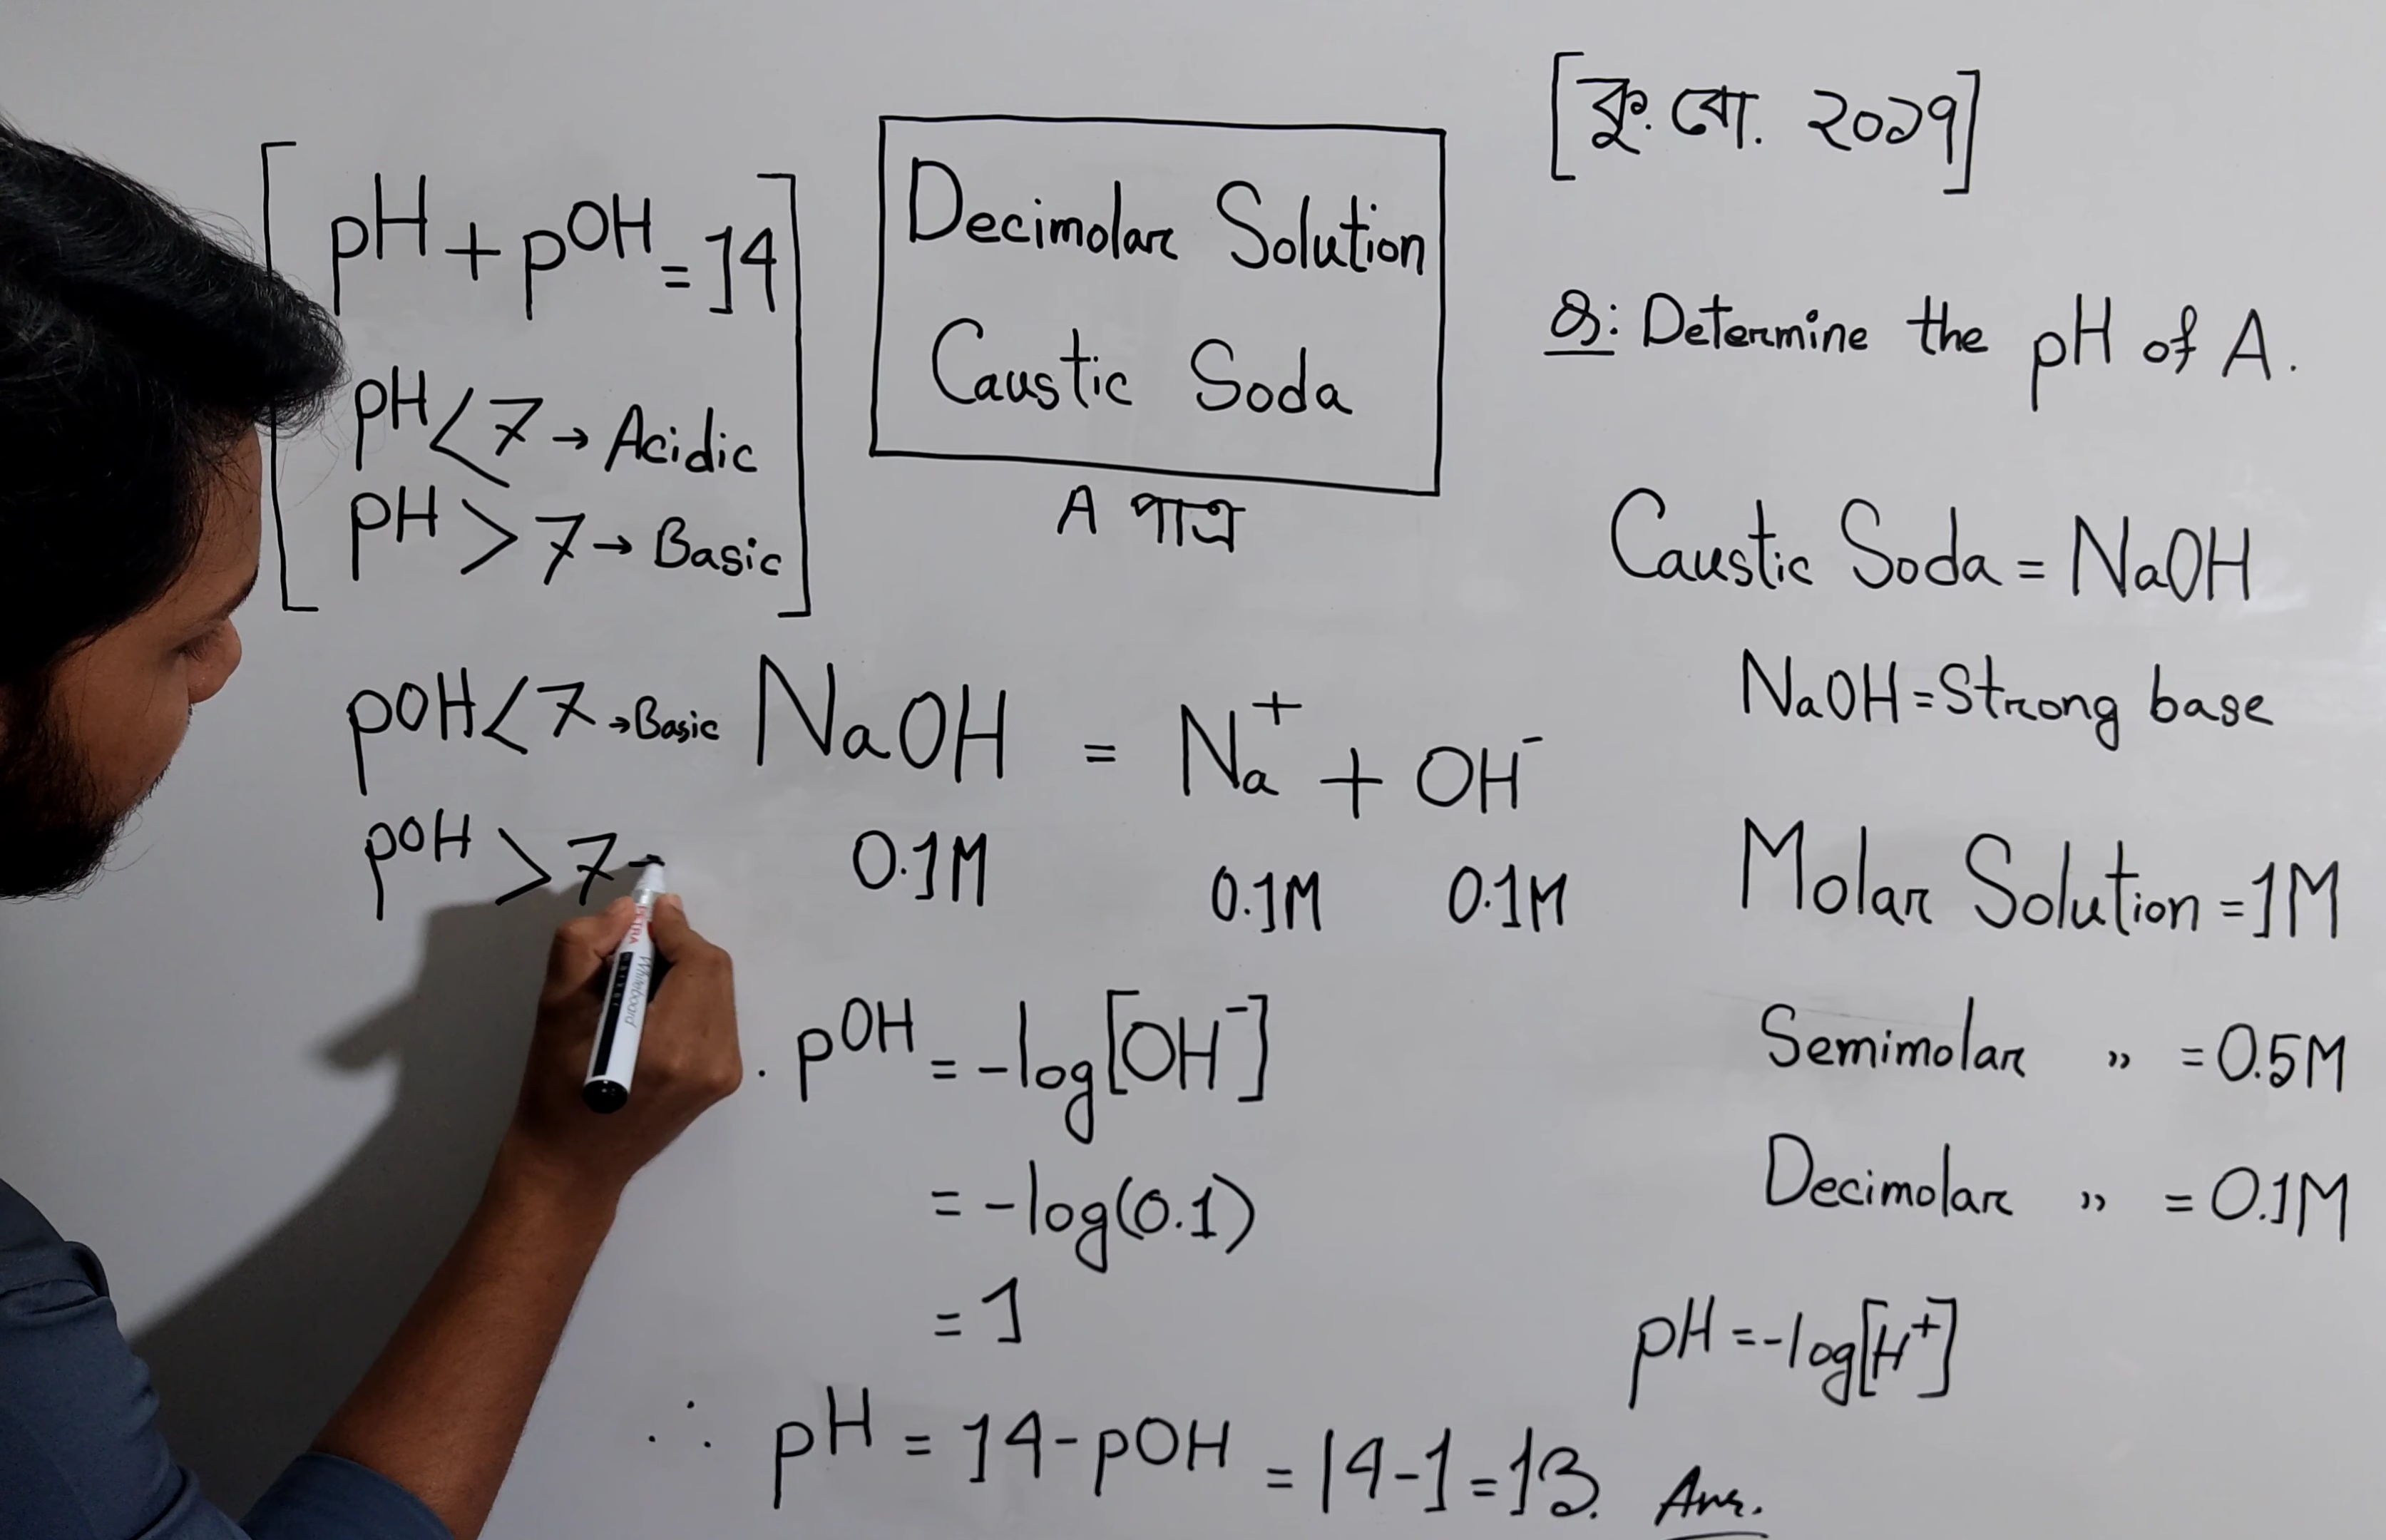 [কু. বো. ২০১৭]
pH + pOH = 14
pH < 7 → Acidic
pH > 7 → Basic
Decimolar Solution
Caustic Soda
A পাত্র
Q: Determine the pH of A.
Caustic Soda = NaOH
NaOH = Strong base
Molar Solution = 1M
Semimolar " = 0.5M
Decimolar " = 0.1M
pH = -log[H⁺]
pOH < 7 → Basic
pOH > 7 -
NaOH = Na⁺ + OH⁻
0.1M 0.1M 0.1M
pOH = -log[OH⁻]
= -log(0.1)
= 1
∴ pH = 14 - pOH = 14 - 1 = 13. Ans.
Whiteboard